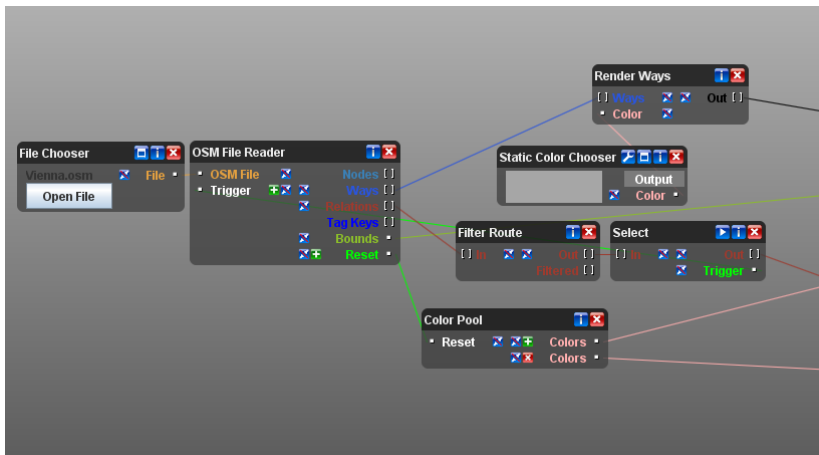 Render Ways
[] Ways Out []
Color
File Chooser
Vienna.osm File
Open File
OSM File Reader
OSM File Nodes []
Trigger Ways []
Relations []
Tag Keys []
Bounds
Reset
Static Color Chooser
Output
Color
Filter Route
[] In Out []
Filtered []
Select
[] In Out []
Trigger
Color Pool
Reset Colors
Colors